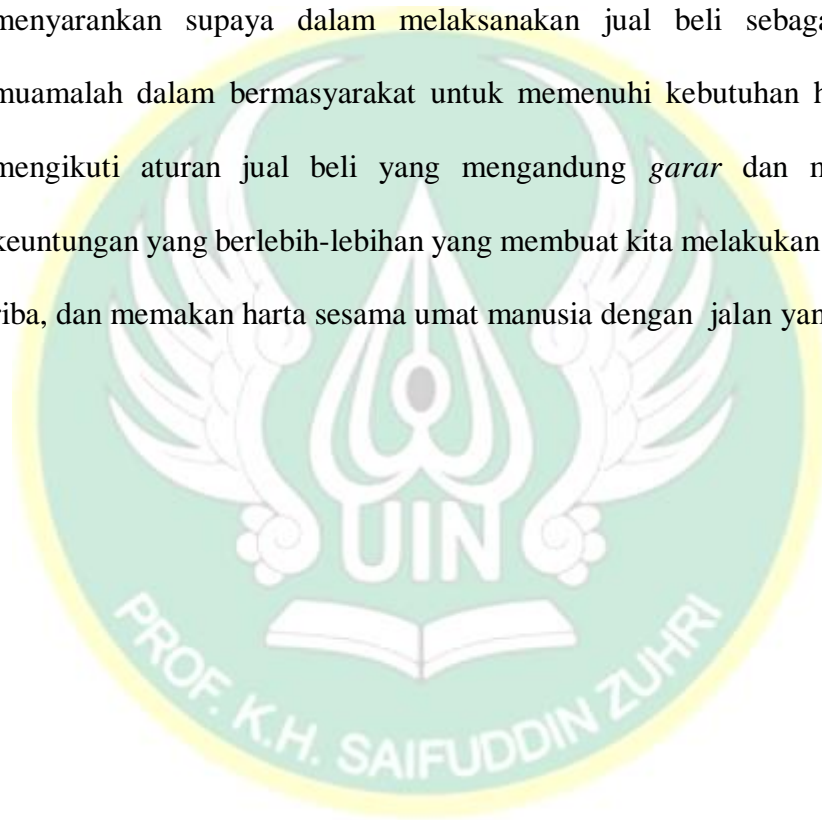 menyarankan supaya dalam melaksanakan jual beli
muamalah dalam bermasyarakat untuk memenuhi kebutuhan
mengikuti aturan jual beli yang mengandung garar dan
keuntungan yang berlebih-lebihan yang membuat kita melakukan
riba, dan memakan harta sesama umat manusia dengan jalan
UIN
PROF. K.H. SAIFUDDIN ZUHRI